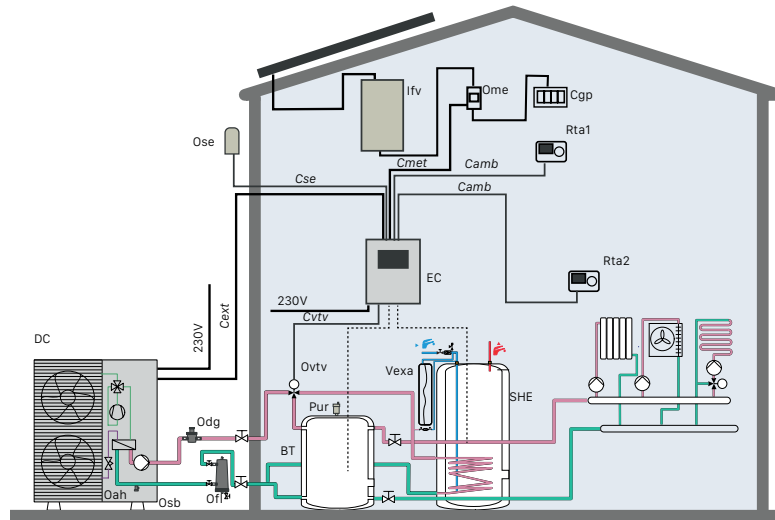 Ifv
Ome
Cgp
Rta1
Ose
Cmet
Camb
Cse
Camb
Rta2
EC
230V
Cvtv
230V
Cext
DC
Ovtv
Vexa
SHE
Pur
Odg
BT
Oah
Ofl
Osb